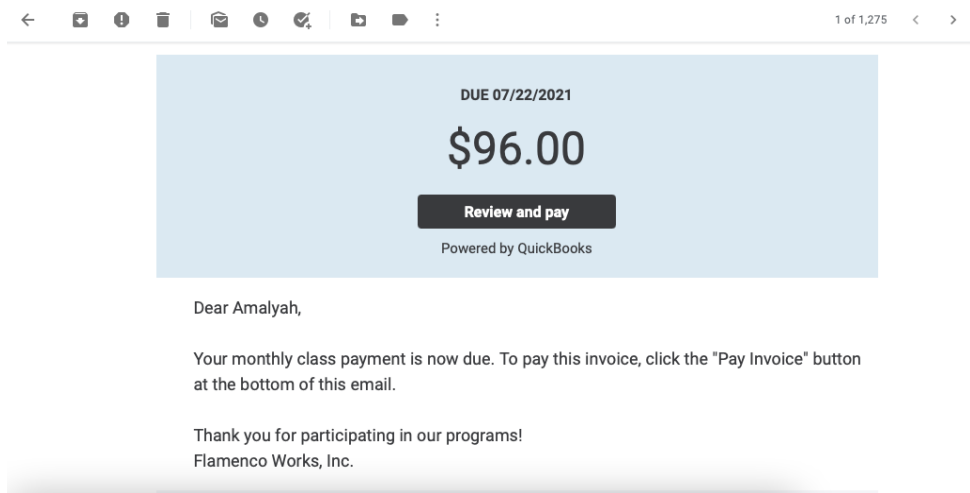 1 of 1,275
DUE 07/22/2021
$96.00
Review and pay
Powered by QuickBooks
Dear Amalyah,
Your monthly class payment is now due. To pay this invoice, click the "Pay Invoice" button
at the bottom of this email.
Thank you for participating in our programs!
Flamenco Works, Inc.